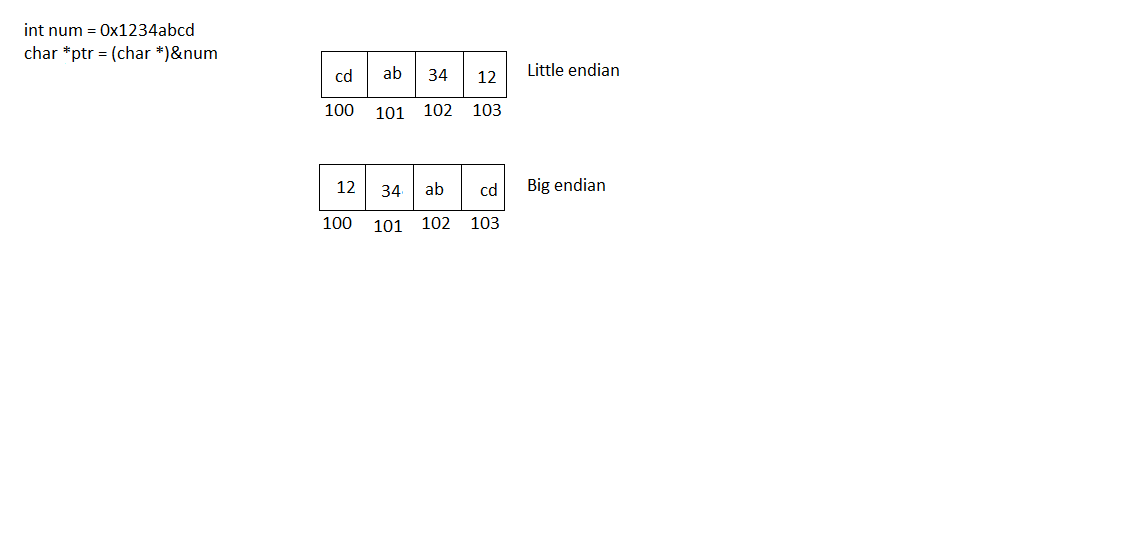 int num = 0x1234abcd
char *ptr = (char *)&num
cd ab 34 12 Little endian
100 101 102 103
12 34 ab cd Big endian
100 101 102 103